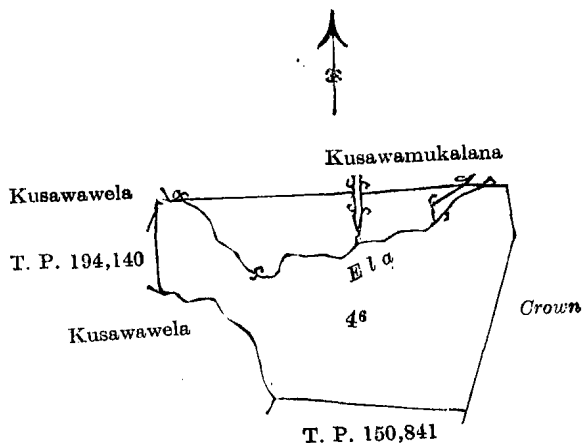 Kusawamukalana
Kusawawela
T. P. 194,140
Ela
Kusawawela
4⁶
Crown
T. P. 150,841